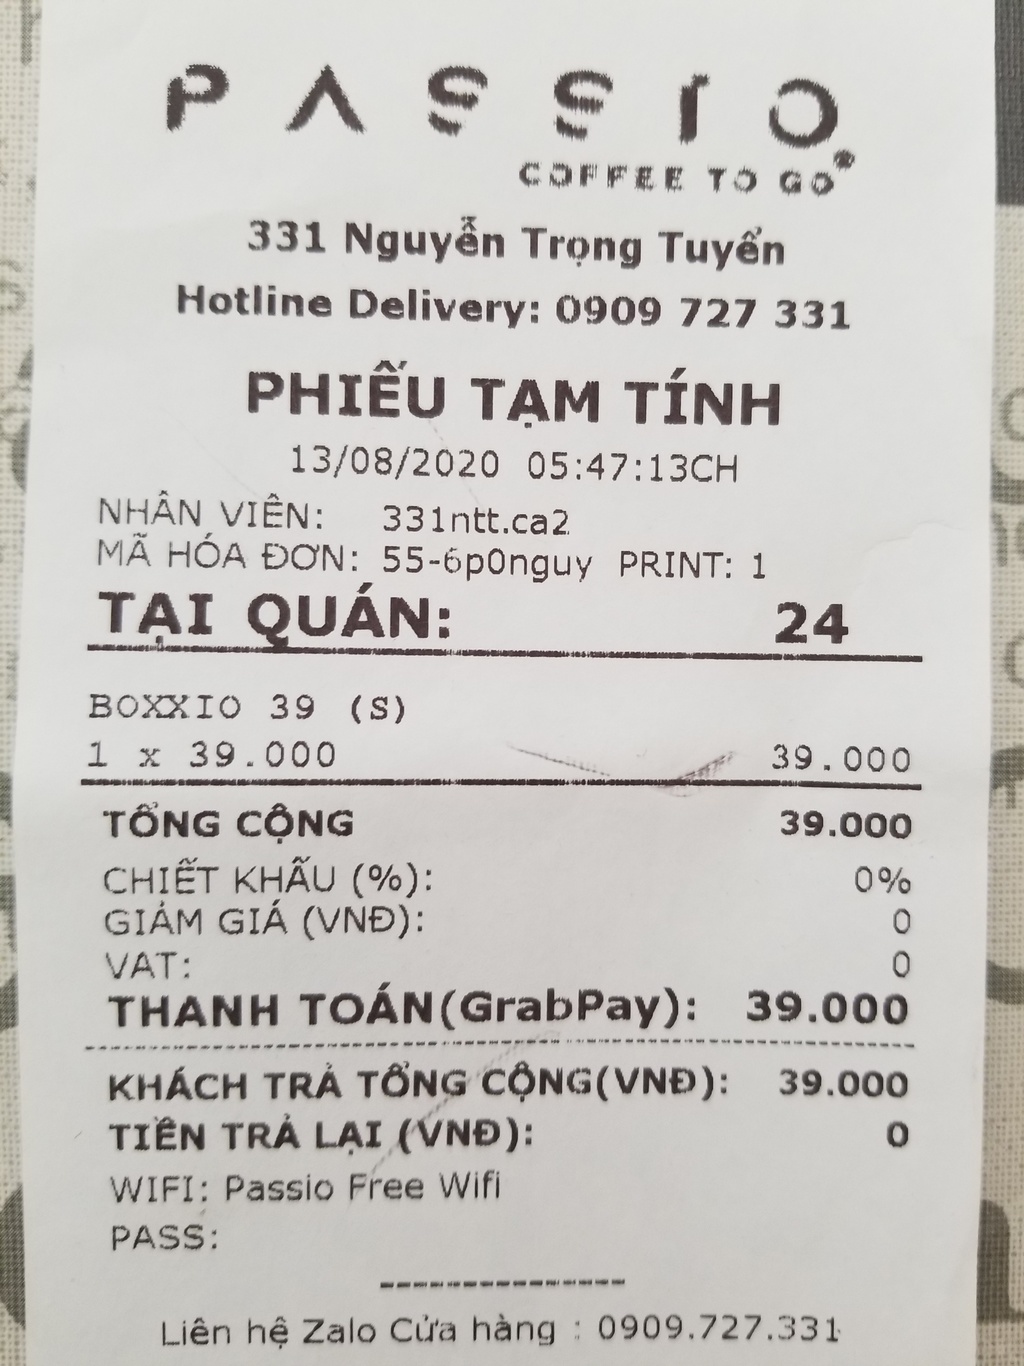 PASSIO®
COFFEE TO GO
331 Nguyễn Trọng Tuyển
Hotline Delivery: 0909 727 331
PHIẾU TẠM TÍNH
13/08/2020 05:47:13CH
NHÂN VIÊN: 331ntt.ca2
MÃ HÓA ĐƠN: 55-6p0nguy PRINT: 1
TẠI QUÁN: 24
BOXXIO 39 (S)
1 x 39.000 39.000
TỔNG CỘNG 39.000
CHIẾT KHẤU (%): 0%
GIẢM GIÁ (VNĐ): 0
VAT: 0
THANH TOÁN(GrabPay): 39.000
KHÁCH TRẢ TỔNG CỘNG(VNĐ): 39.000
TIỀN TRẢ LẠI (VNĐ): 0
WIFI: Passio Free Wifi
PASS:
Liên hệ Zalo Cửa hàng : 0909.727.331